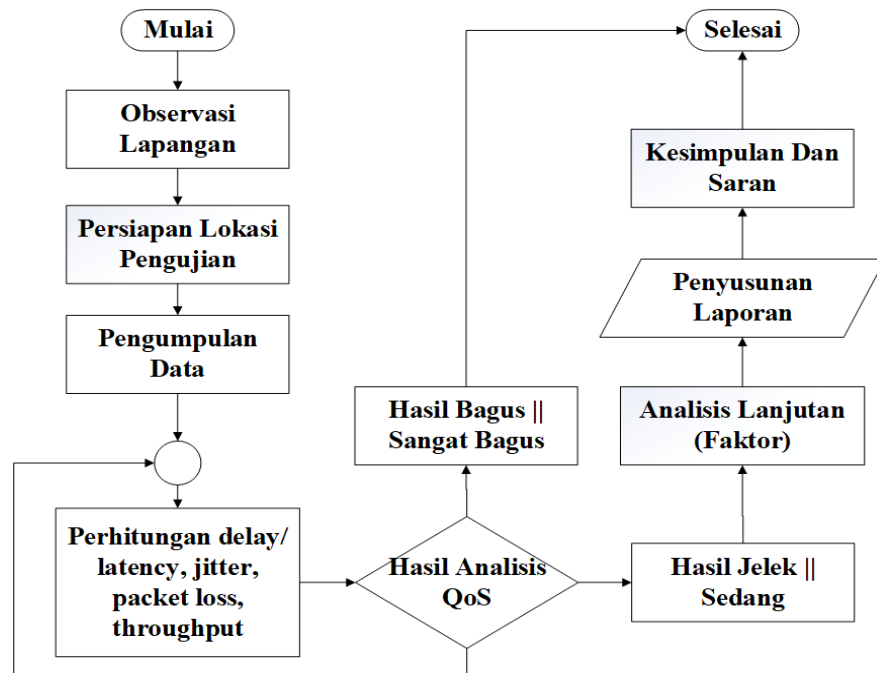 Mulai
Observasi
Lapangan
Persiapan Lokasi
Pengujian
Pengumpulan
Data
Perhitungan delay/
latency, jitter,
packet loss,
throughput
Hasil Analisis
QoS
Hasil Bagus ||
Sangat Bagus
Hasil Jelek ||
Sedang
Analisis Lanjutan
(Faktor)
Penyusunan
Laporan
Kesimpulan Dan
Saran
Selesai